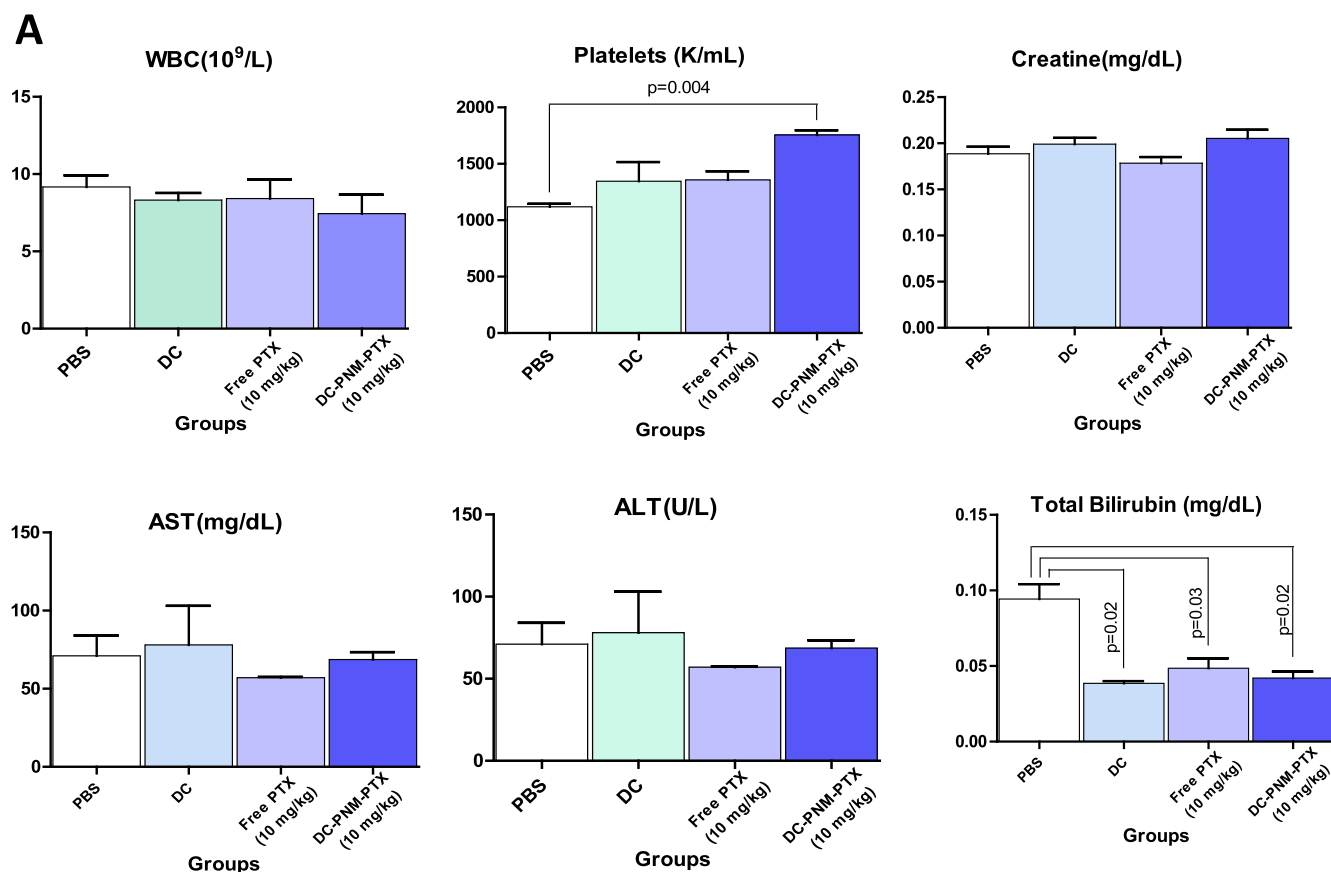 A
WBC(10⁹/L)
15
10
5
0
PBS
DC
Free PTX
(10 mg/kg)
DC-PNM-PTX
(10 mg/kg)
Groups
Platelets (K/mL)
p=0.004
2000
1500
1000
500
0
PBS
DC
Free PTX
(10 mg/kg)
DC-PNM-PTX
(10 mg/kg)
Groups
Creatine(mg/dL)
0.25
0.20
0.15
0.10
0.05
0.00
PBS
DC
Free PTX
(10 mg/kg)
DC-PNM-PTX
(10 mg/kg)
Groups
AST(mg/dL)
150
100
50
0
PBS
DC
Free PTX
(10 mg/kg)
DC-PNM-PTX
(10 mg/kg)
Groups
ALT(U/L)
150
100
50
0
PBS
DC
Free PTX
(10 mg/kg)
DC-PNM-PTX
(10 mg/kg)
Groups
Total Bilirubin (mg/dL)
0.15
0.10
0.05
0.00
p=0.02
p=0.03
p=0.02
PBS
DC
Free PTX
(10 mg/kg)
DC-PNM-PTX
(10 mg/kg)
Groups